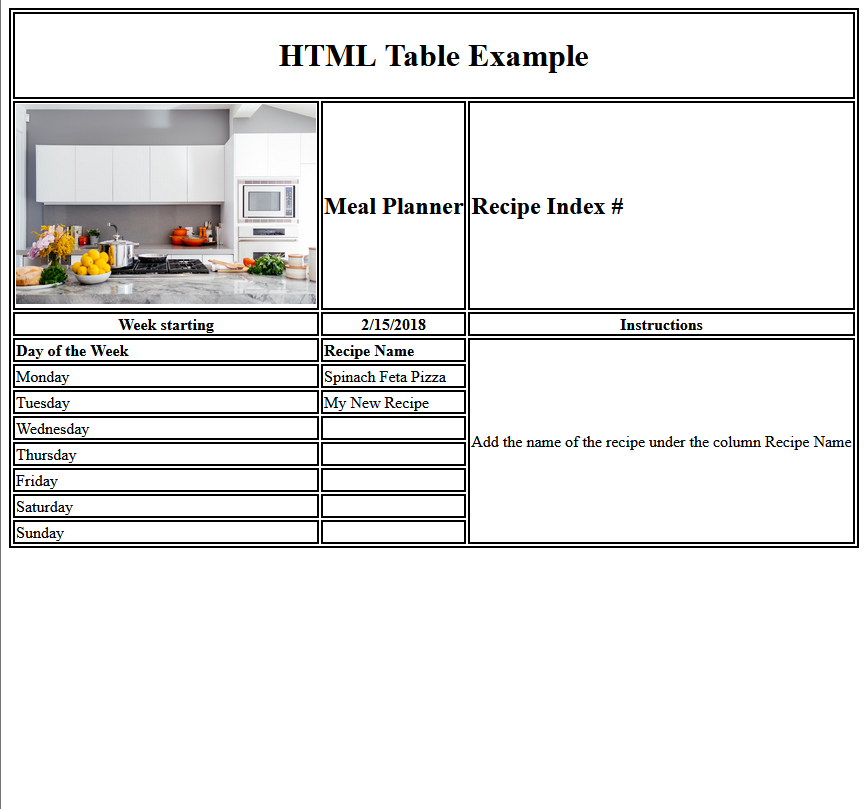 HTML Table Example
Meal Planner
Recipe Index #
Week starting
2/15/2018
Instructions
Day of the Week
Recipe Name
Monday
Spinach Feta Pizza
Tuesday
My New Recipe
Add the name of the recipe under the column Recipe Name
Wednesday
Thursday
Friday
Saturday
Sunday